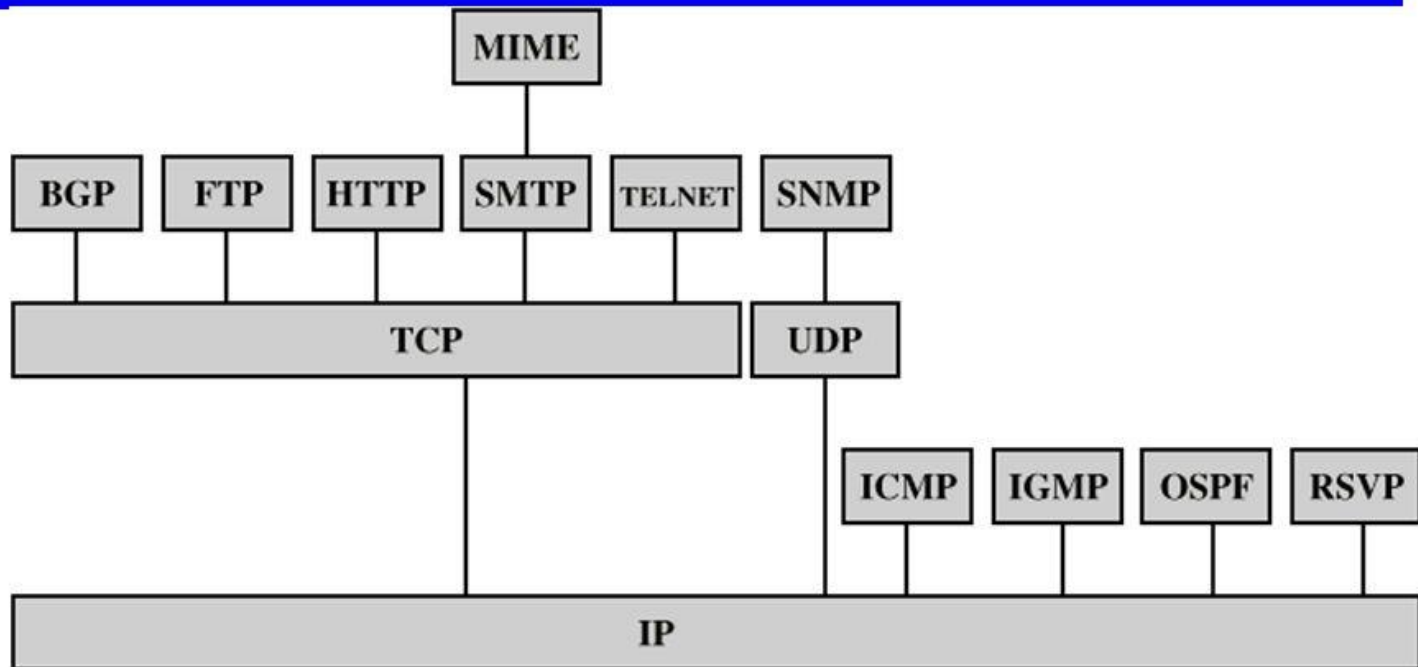 MIME
BGP FTP HTTP SMTP TELNET SNMP
TCP UDP
ICMP IGMP OSPF RSVP
IP